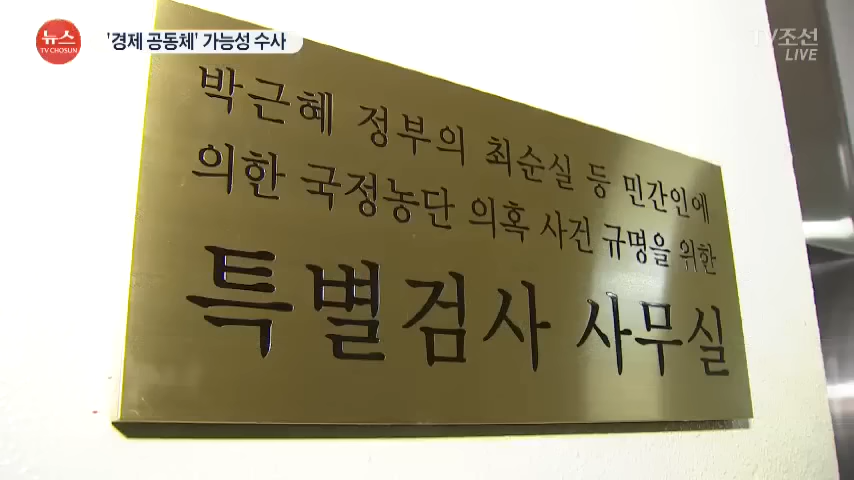 뉴스
TV CHOSUN
'경제 공동체' 가능성 수사
TV조선
LIVE
박근혜 정부의 최순실 등 민간인에
의한 국정농단 의혹 사건 규명을 위한
특별검사 사무실